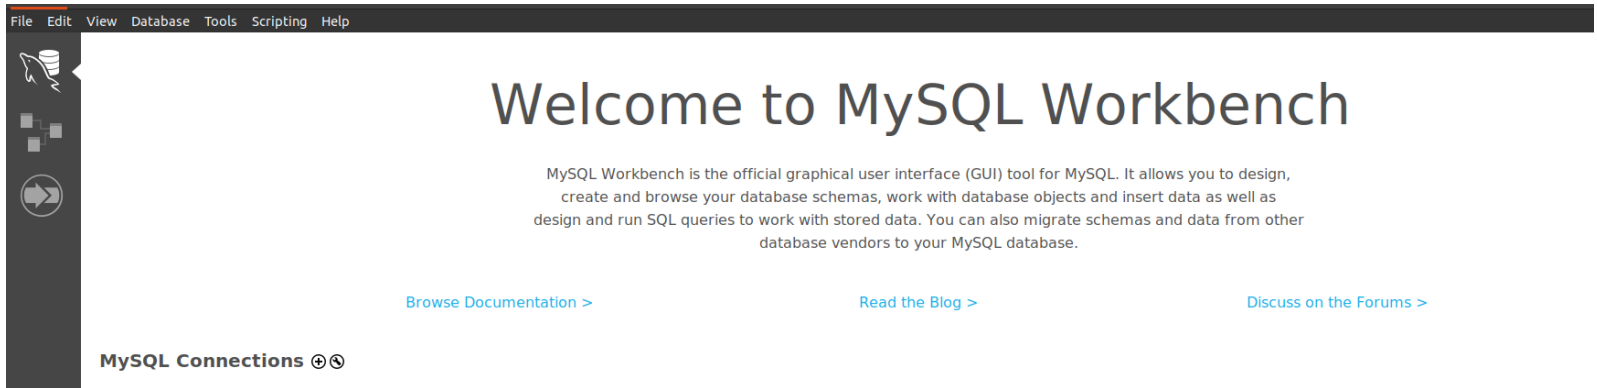 File Edit View Database Tools Scripting Help
Welcome to MySQL Workbench
MySQL Workbench is the official graphical user interface (GUI) tool for MySQL. It allows you to design,
create and browse your database schemas, work with database objects and insert data as well as
design and run SQL queries to work with stored data. You can also migrate schemas and data from other
database vendors to your MySQL database.
Browse Documentation > Read the Blog > Discuss on the Forums >
MySQL Connections